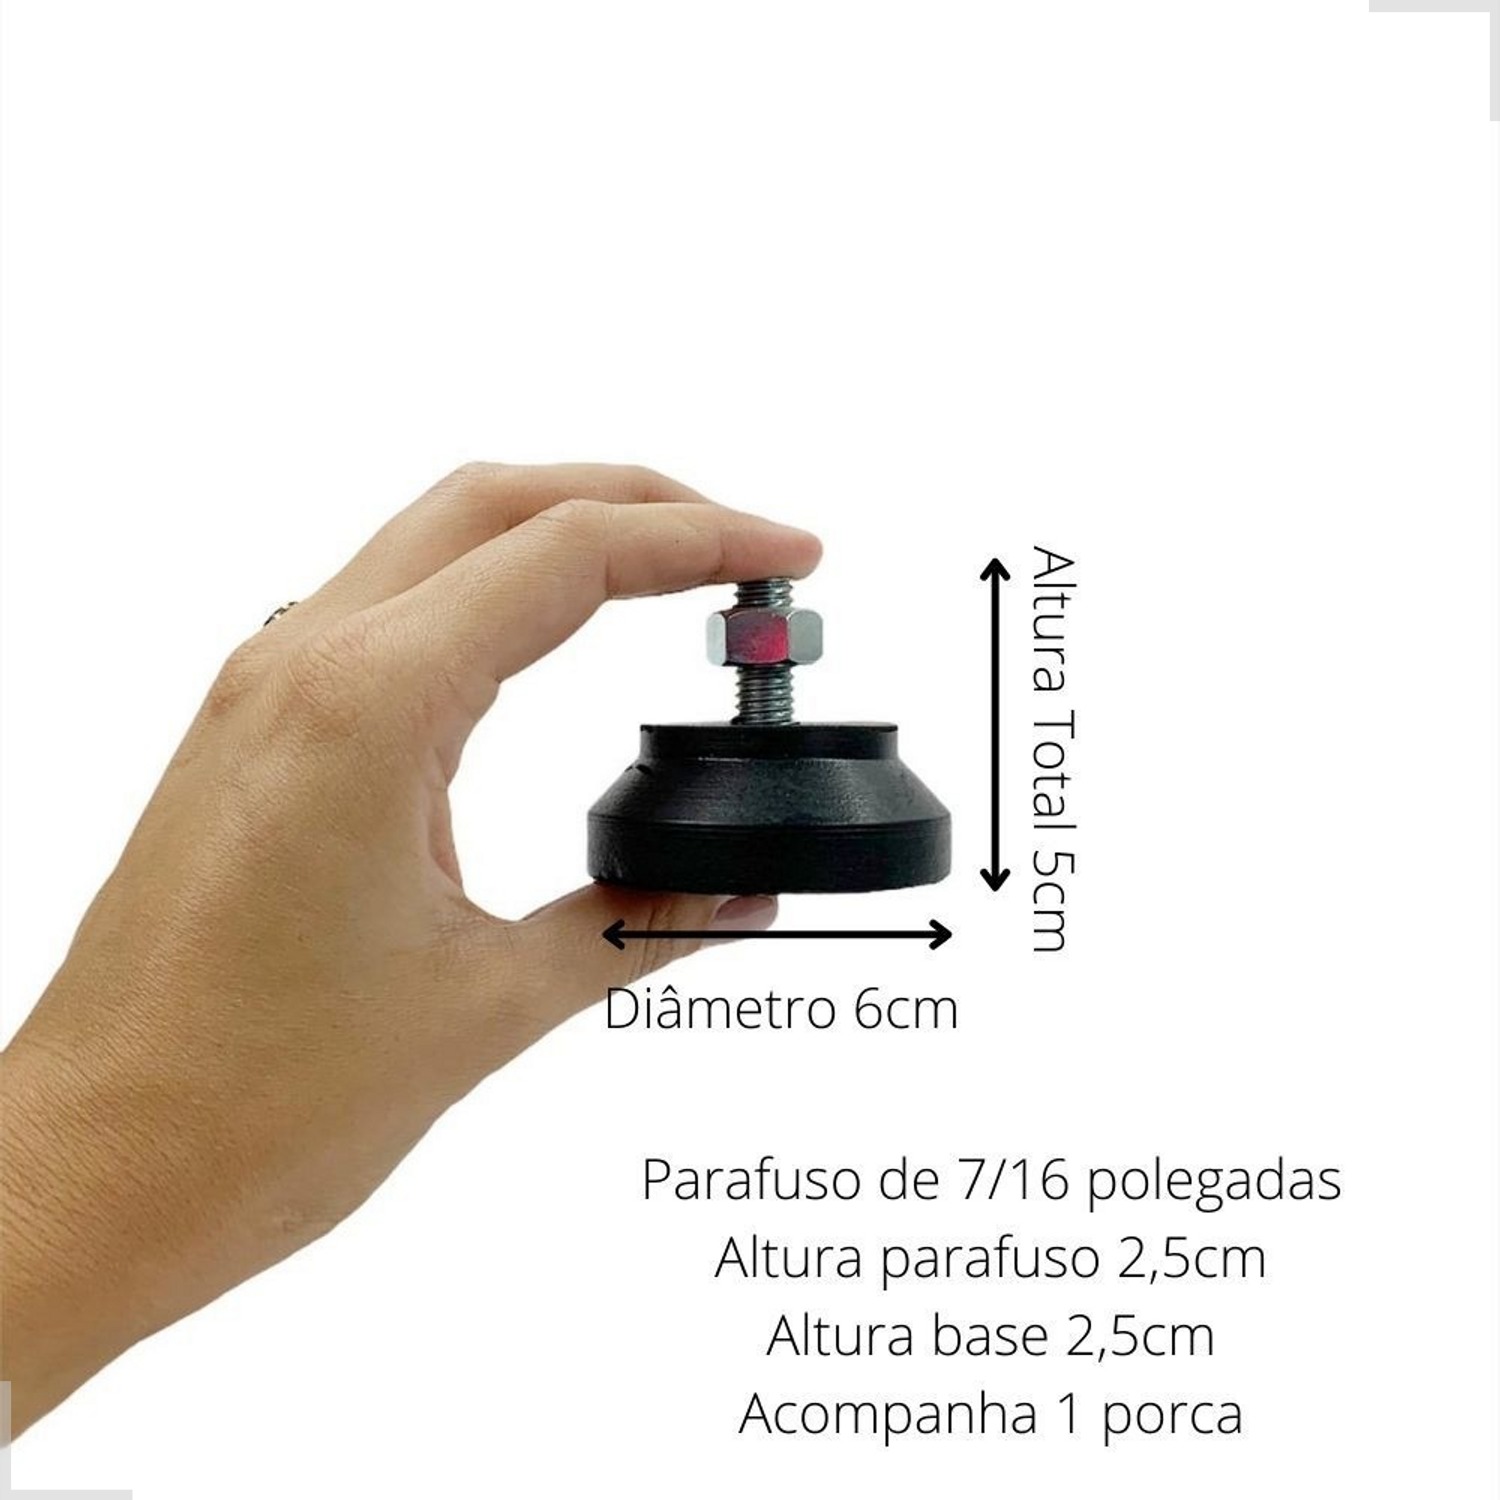 Altura Total 5cm
Diâmetro 6cm
Parafuso de 7/16 polegadas
Altura parafuso 2,5cm
Altura base 2,5cm
Acompanha 1 porca